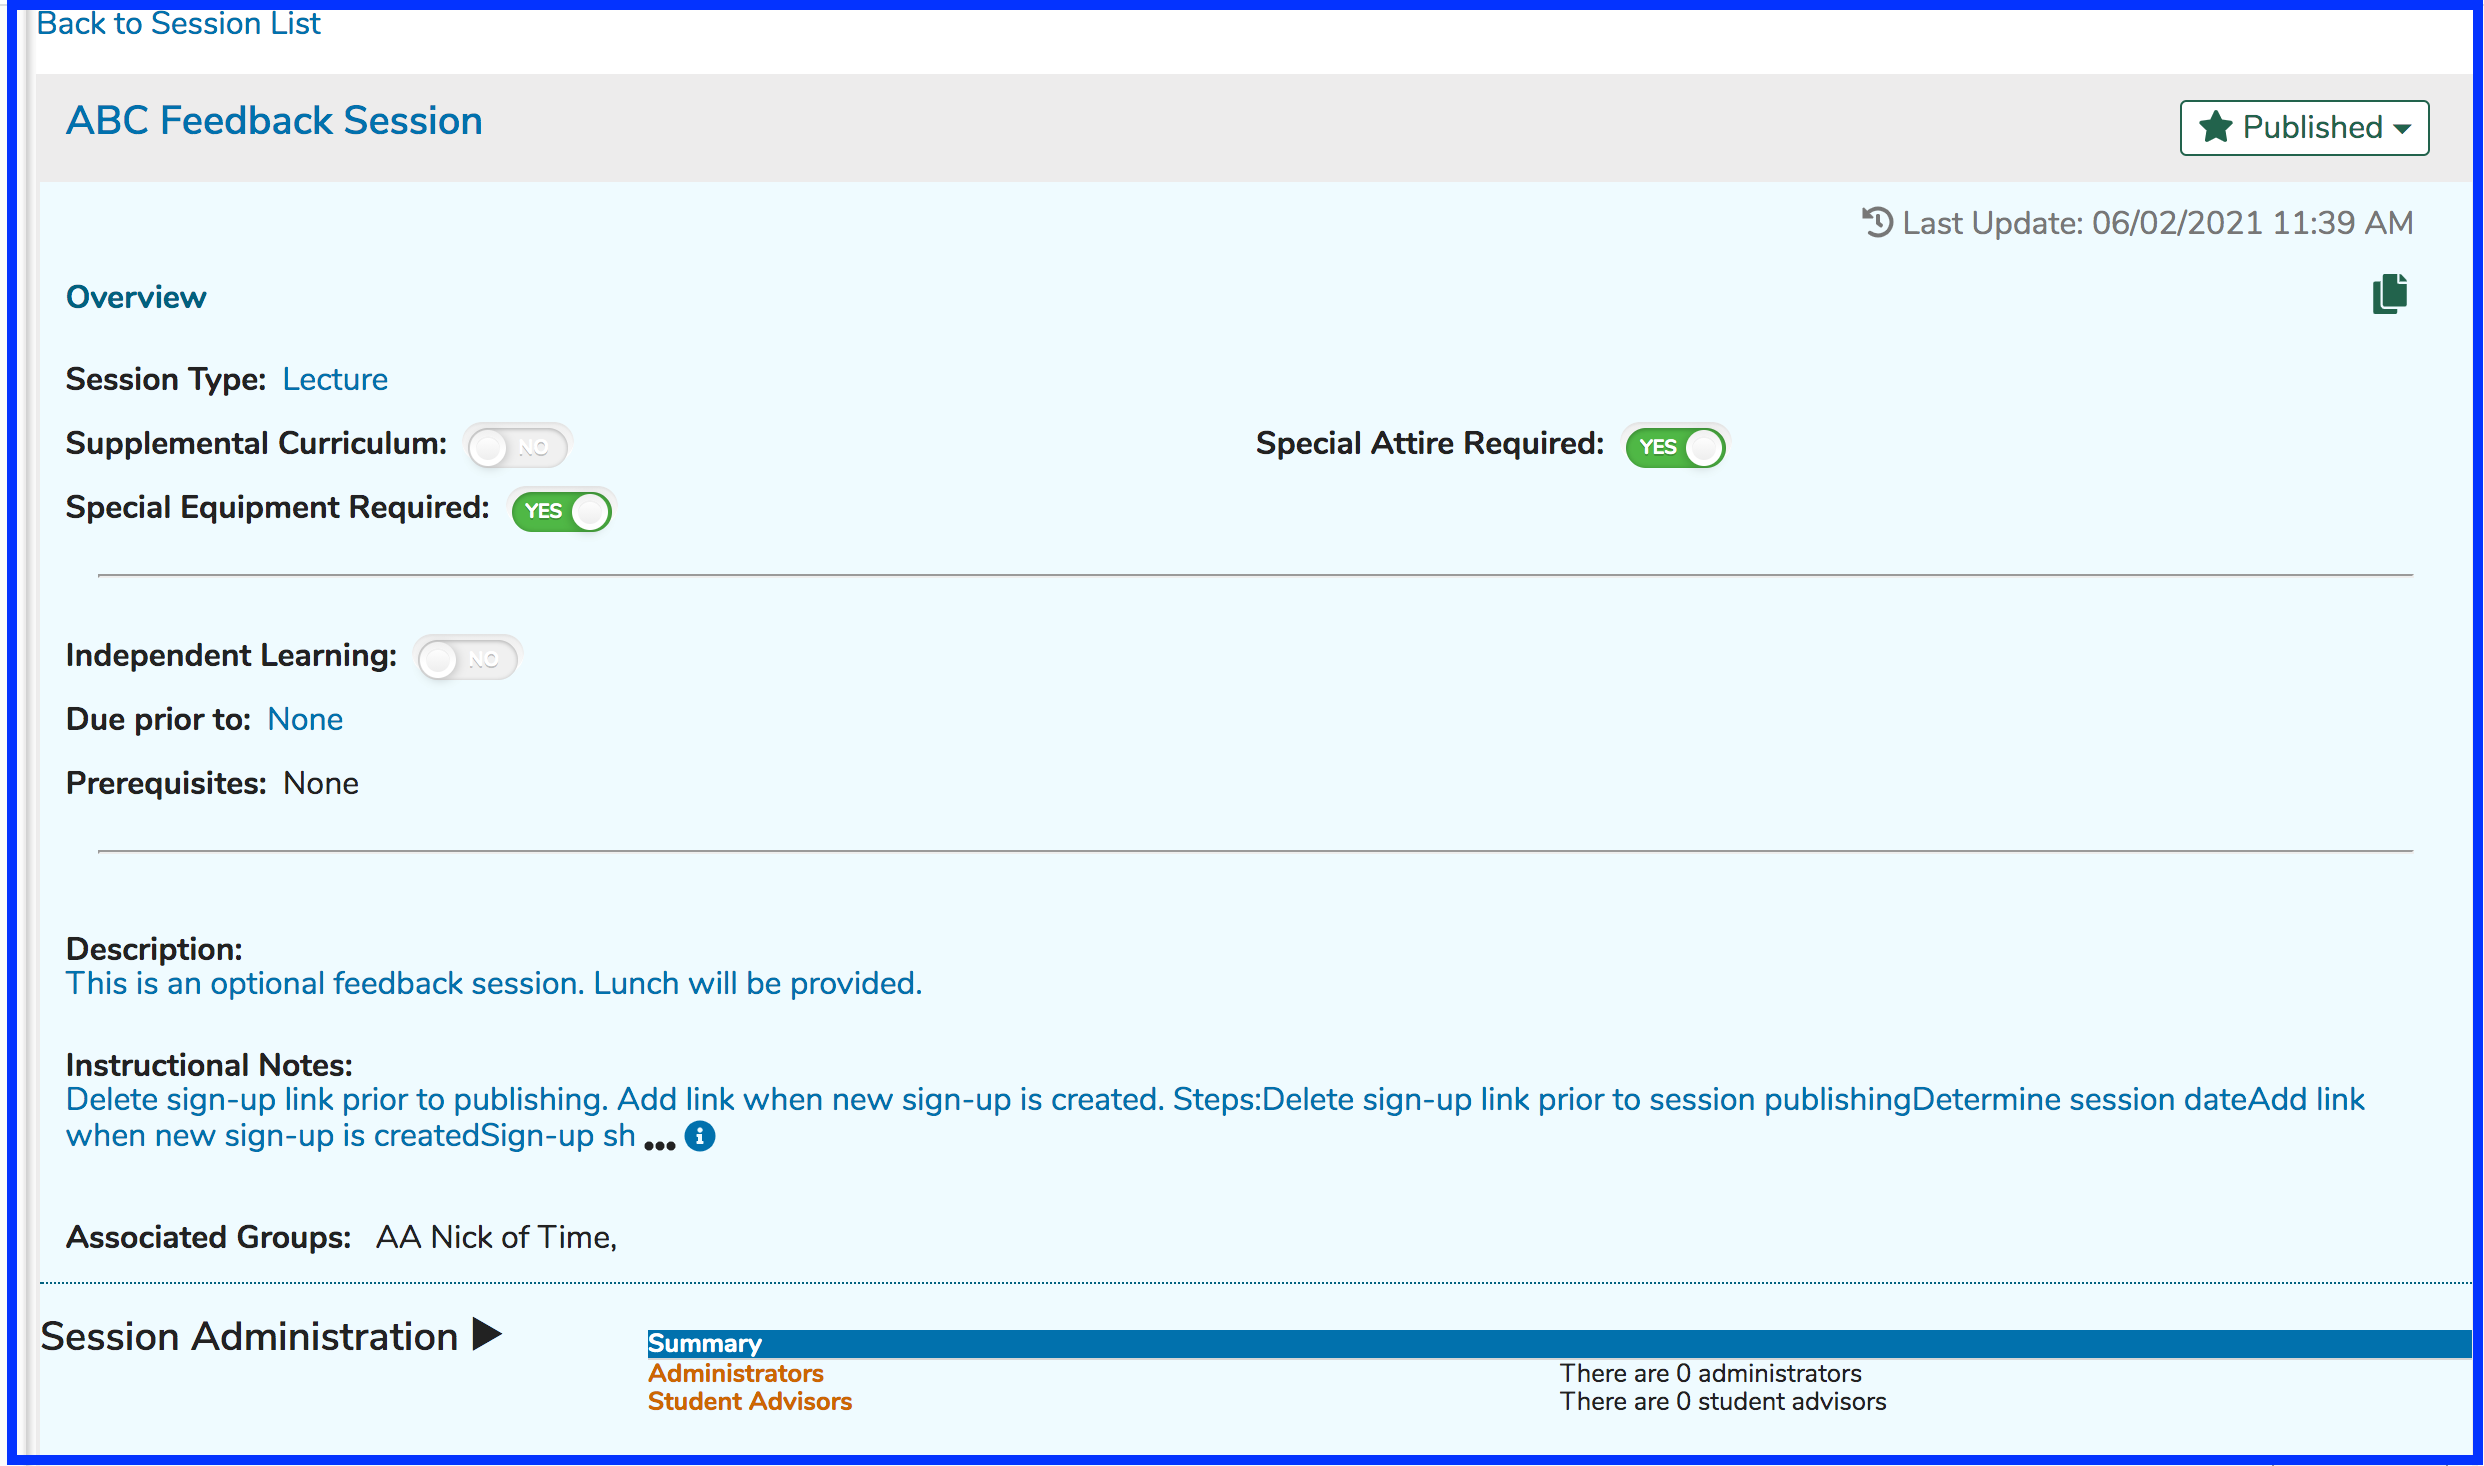 Back to Session List
ABC Feedback Session
Published
Last Update: 06/02/2021 11:39 AM
Overview
Session Type: Lecture
Supplemental Curriculum: NO
Special Attire Required: YES
Special Equipment Required: YES
Independent Learning: NO
Due prior to: None
Prerequisites: None
Description:
This is an optional feedback session. Lunch will be provided.
Instructional Notes:
Delete sign-up link prior to publishing. Add link when new sign-up is created. Steps:Delete sign-up link prior to session publishingDetermine session dateAdd link
when new sign-up is createdSign-up sh ...
Associated Groups: AA Nick of Time,
Session Administration
Summary
Administrators There are 0 administrators
Student Advisors There are 0 student advisors